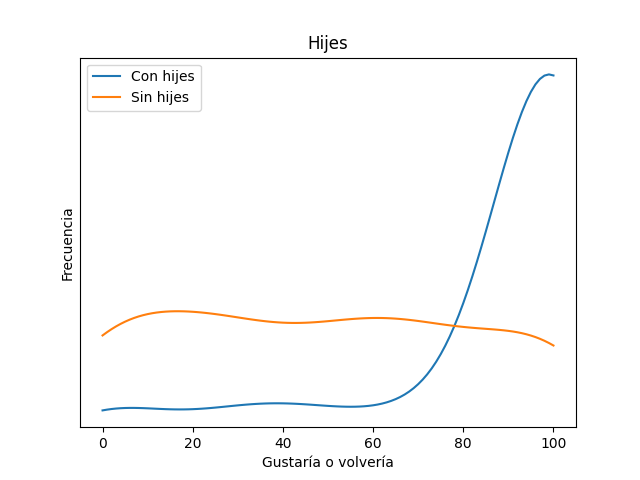 Hijes
Con hijes
Sin hijes
Frecuencia
0 20 40 60 80 100
Gustaría o volvería